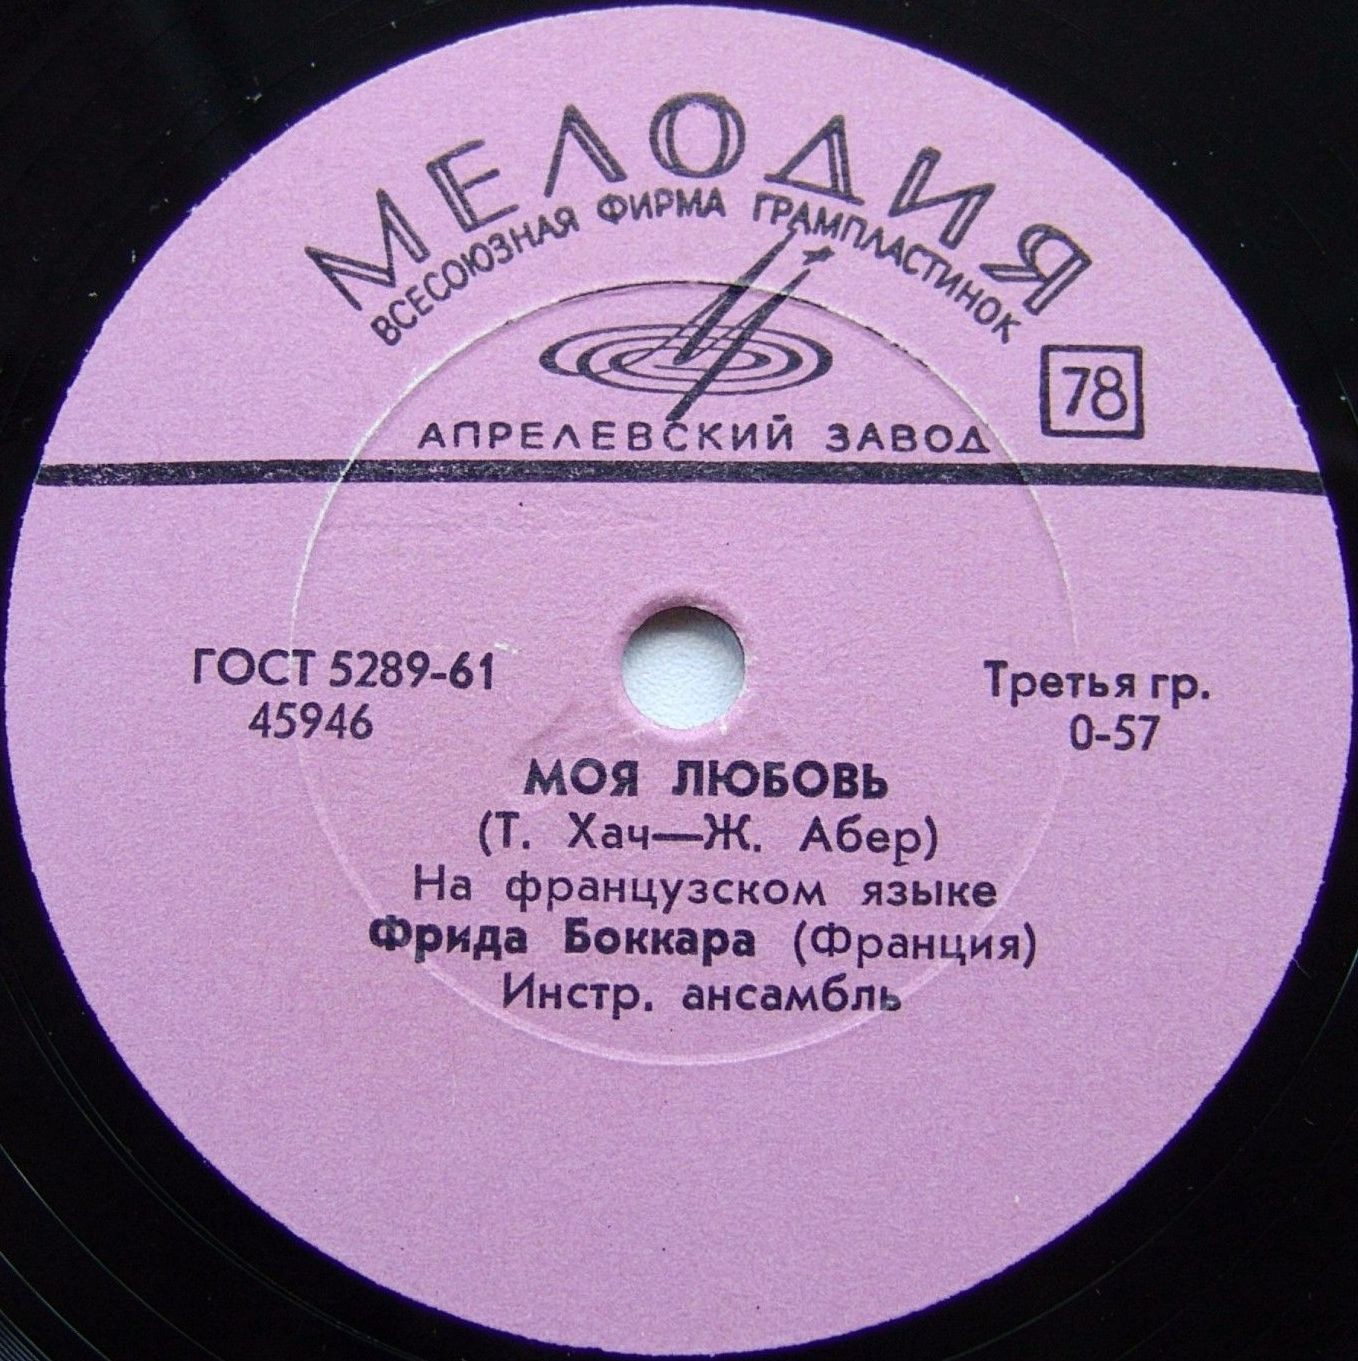 МЕЛОДИЯ
ВСЕСОЮЗНАЯ ФИРМА ГРАМПЛАСТИНОК
78
АПРЕЛЕВСКИЙ ЗАВОД
ГОСТ 5289-61
45946
Третья гр.
0-57
МОЯ ЛЮБОВЬ
(Т. Хач—Ж. Абер)
На французском языке
Фрида Боккара (Франция)
Инстр. ансамбль